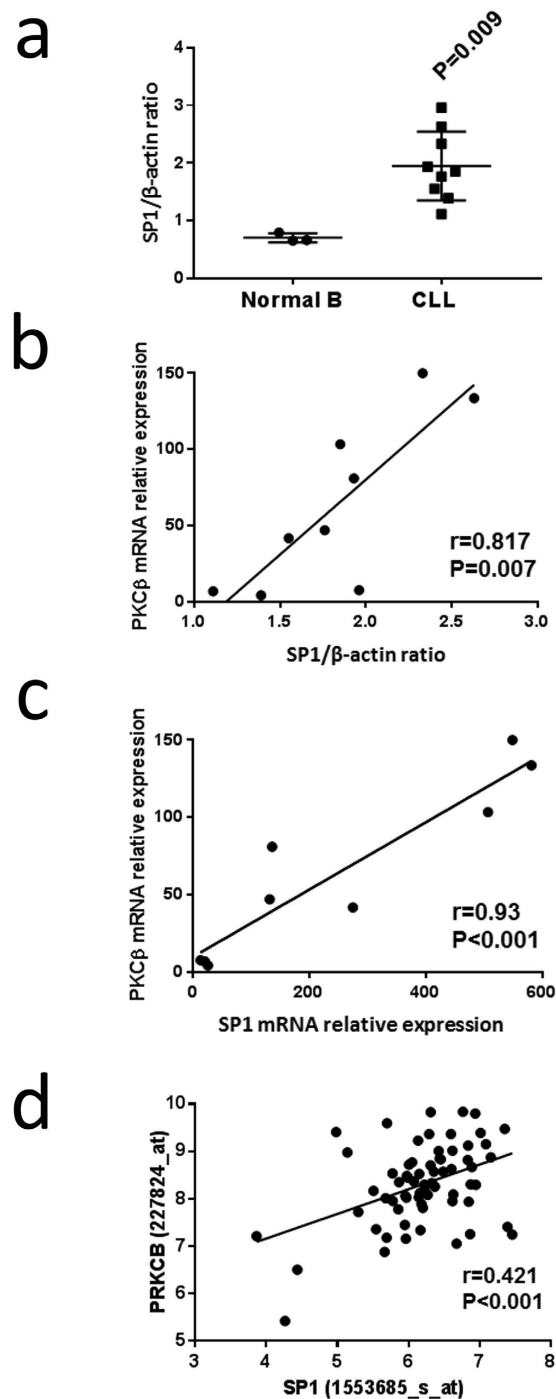 a
P=0.009
SP1/β-actin ratio
4
3
2
1
0
Normal B
CLL
b
PKCβ mRNA relative expression
150
100
50
0
1.0
1.5
2.0
2.5
3.0
r=0.817
P=0.007
SP1/β-actin ratio
c
PKCβ mRNA relative expression
150
100
50
0
0
200
400
600
r=0.93
P<0.001
SP1 mRNA relative expression
d
PRKCB (227824_at)
10
9
8
7
6
5
3
4
5
6
7
8
r=0.421
P<0.001
SP1 (1553685_s_at)